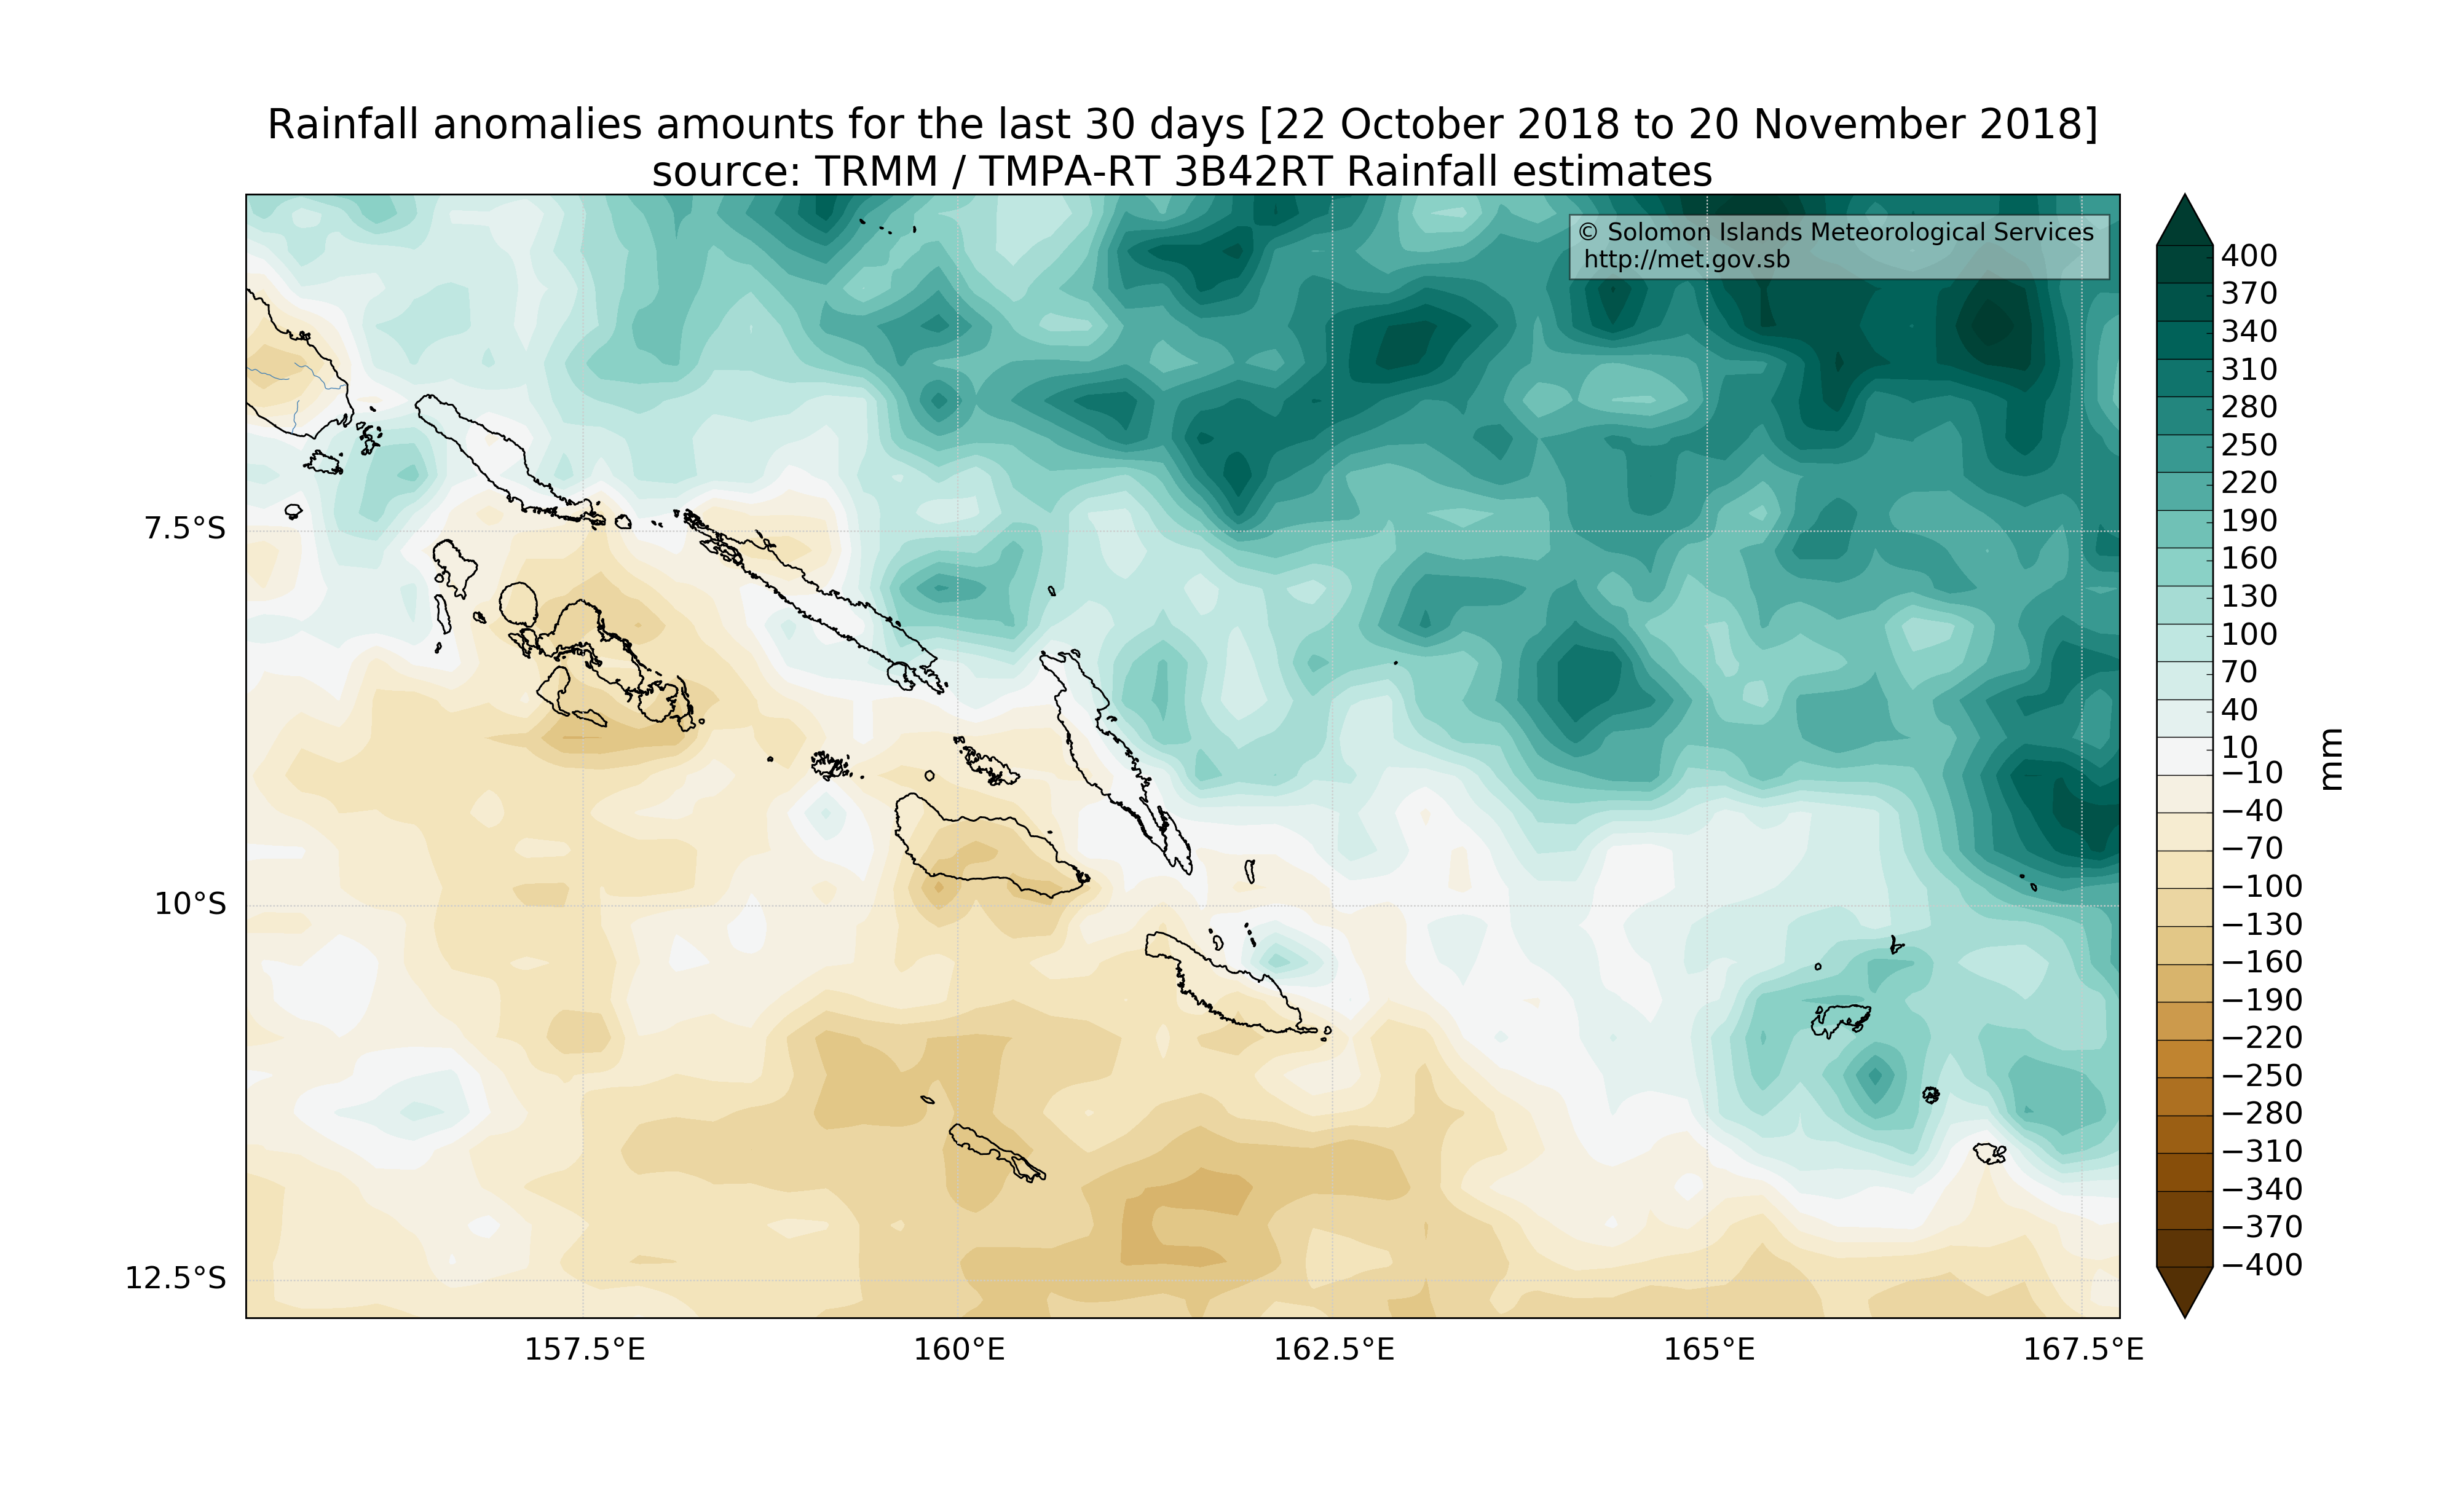 Rainfall anomalies amounts for the last 30 days [22 October 2018 to 20 November 2018]
source: TRMM / TMPA-RT 3B42RT Rainfall estimates
© Solomon Islands Meteorological Services
http://met.gov.sb
7.5°S
10°S
12.5°S
157.5°E
160°E
162.5°E
165°E
167.5°E
400
370
340
310
280
250
220
190
160
130
100
70
40
10
−10
−40
−70
−100
−130
−160
−190
−220
−250
−280
−310
−340
−370
−400
mm